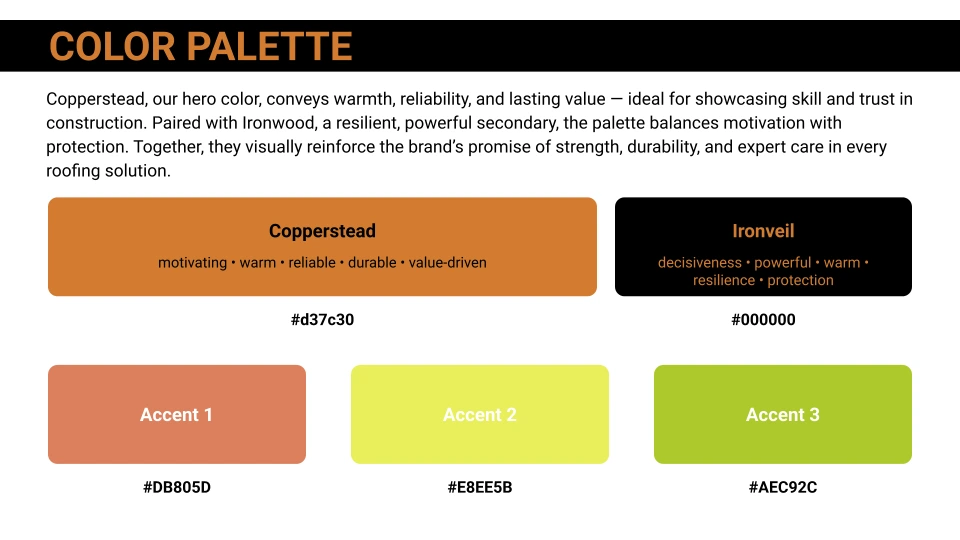 COLOR PALETTE
Copperstead, our hero color, conveys warmth, reliability, and lasting value — ideal for showcasing skill and trust in
construction. Paired with Ironwood, a resilient, powerful secondary, the palette balances motivation with
protection. Together, they visually reinforce the brand’s promise of strength, durability, and expert care in every
roofing solution.
Copperstead
motivating • warm • reliable • durable • value-driven
#d37c30
Ironveil
decisiveness • powerful • warm •
resilience • protection
#000000
Accent 1
#DB805D
Accent 2
#E8EE5B
Accent 3
#AEC92C